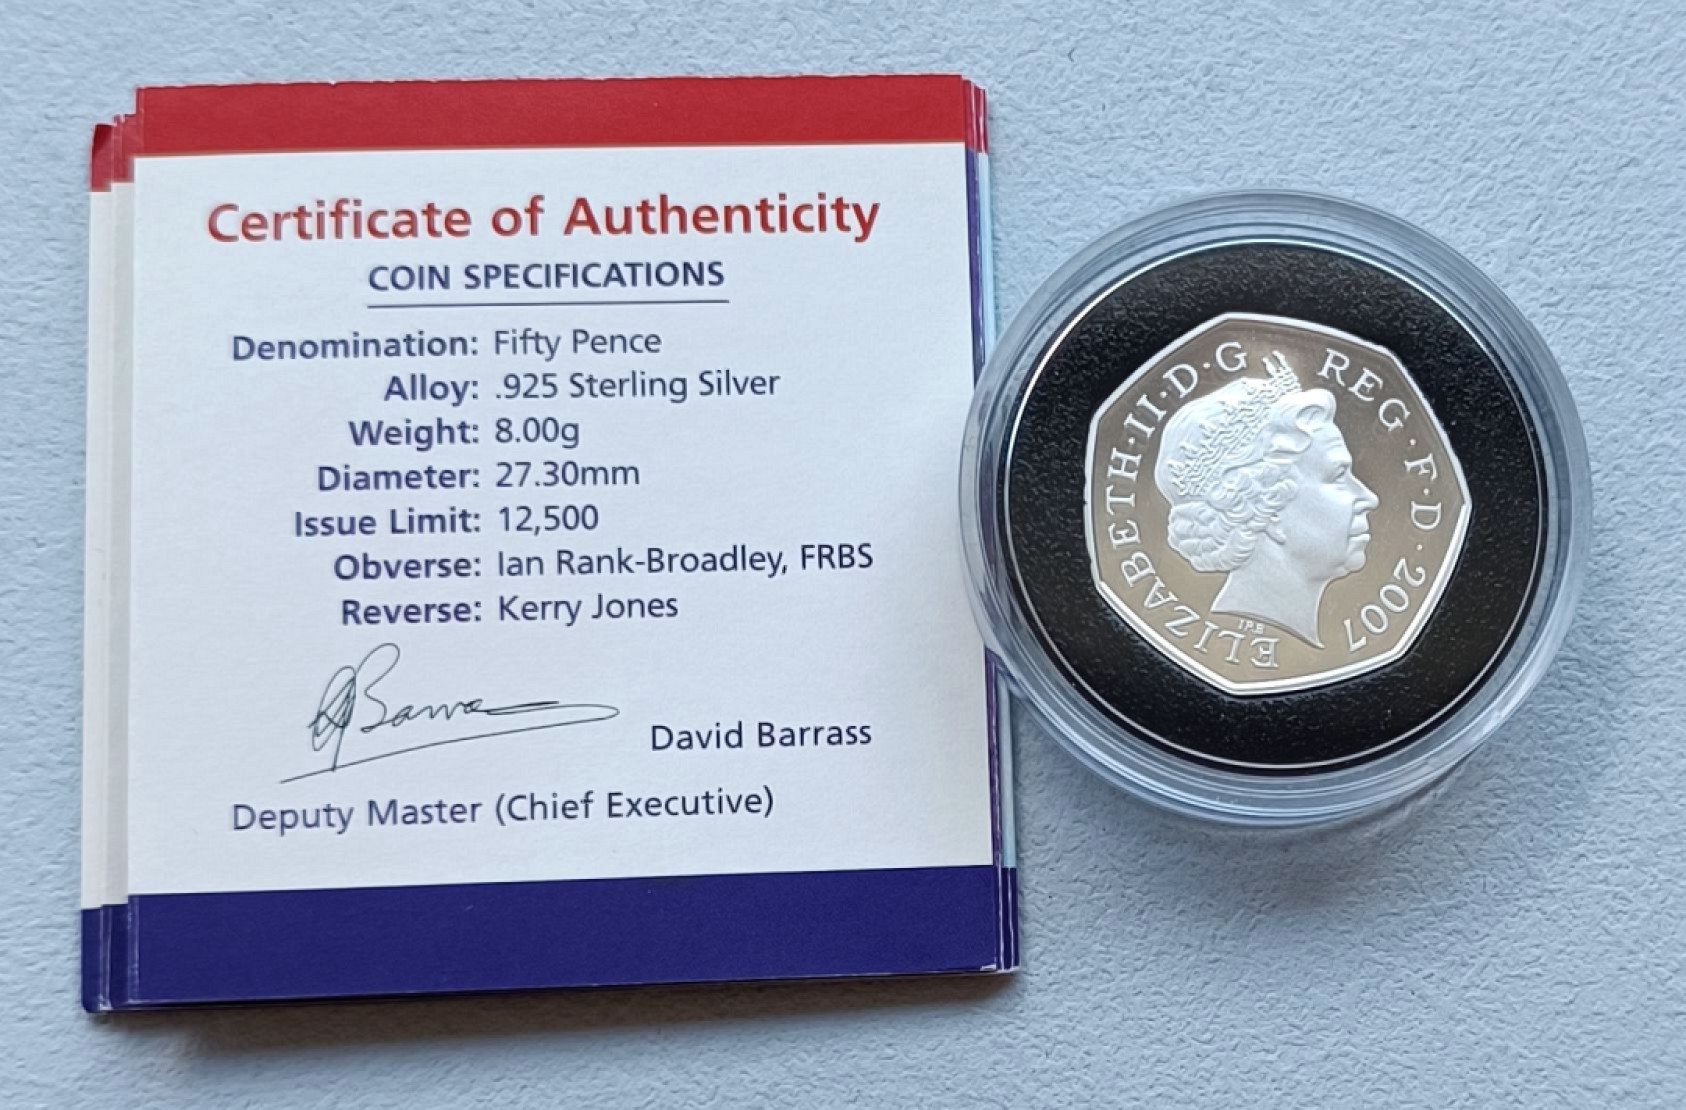 Certificate of Authenticity
COIN SPECIFICATIONS
Denomination: Fifty Pence
Alloy: .925 Sterling Silver
Weight: 8.00g
Diameter: 27.30mm
Issue Limit: 12,500
Obverse: Ian Rank-Broadley, FRBS
Reverse: Kerry Jones
David Barrass
Deputy Master (Chief Executive)
ELIZABETH·II·D·G REG·F·D·2007
IRB